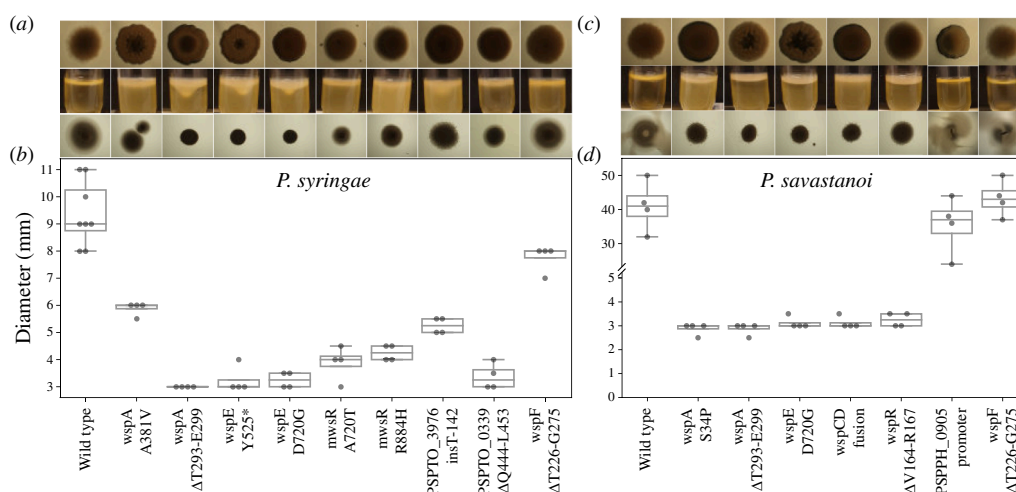 (a)
(b)
P. syringae
Diameter (mm)
11
10
9
8
7
6
5
4
3
Wild type
wspA
A381V
wspA
ΔT293-E299
wspE
Y525*
wspE
D720G
mwsR
A720T
mwsR
R884H
PSPTO_3976
insT-142
PSPTO_0339
ΔQ444-L453
wspF
ΔT226-G275
(c)
(d)
P. savastanoi
50
40
30
5
4
3
2
1
0
Wild type
wspA
S34P
wspA
ΔT293-E299
wspE
D720G
wspCD
fusion
wspR
ΔV164-R167
PSPPH_0905
promoter
wspF
ΔT226-G275